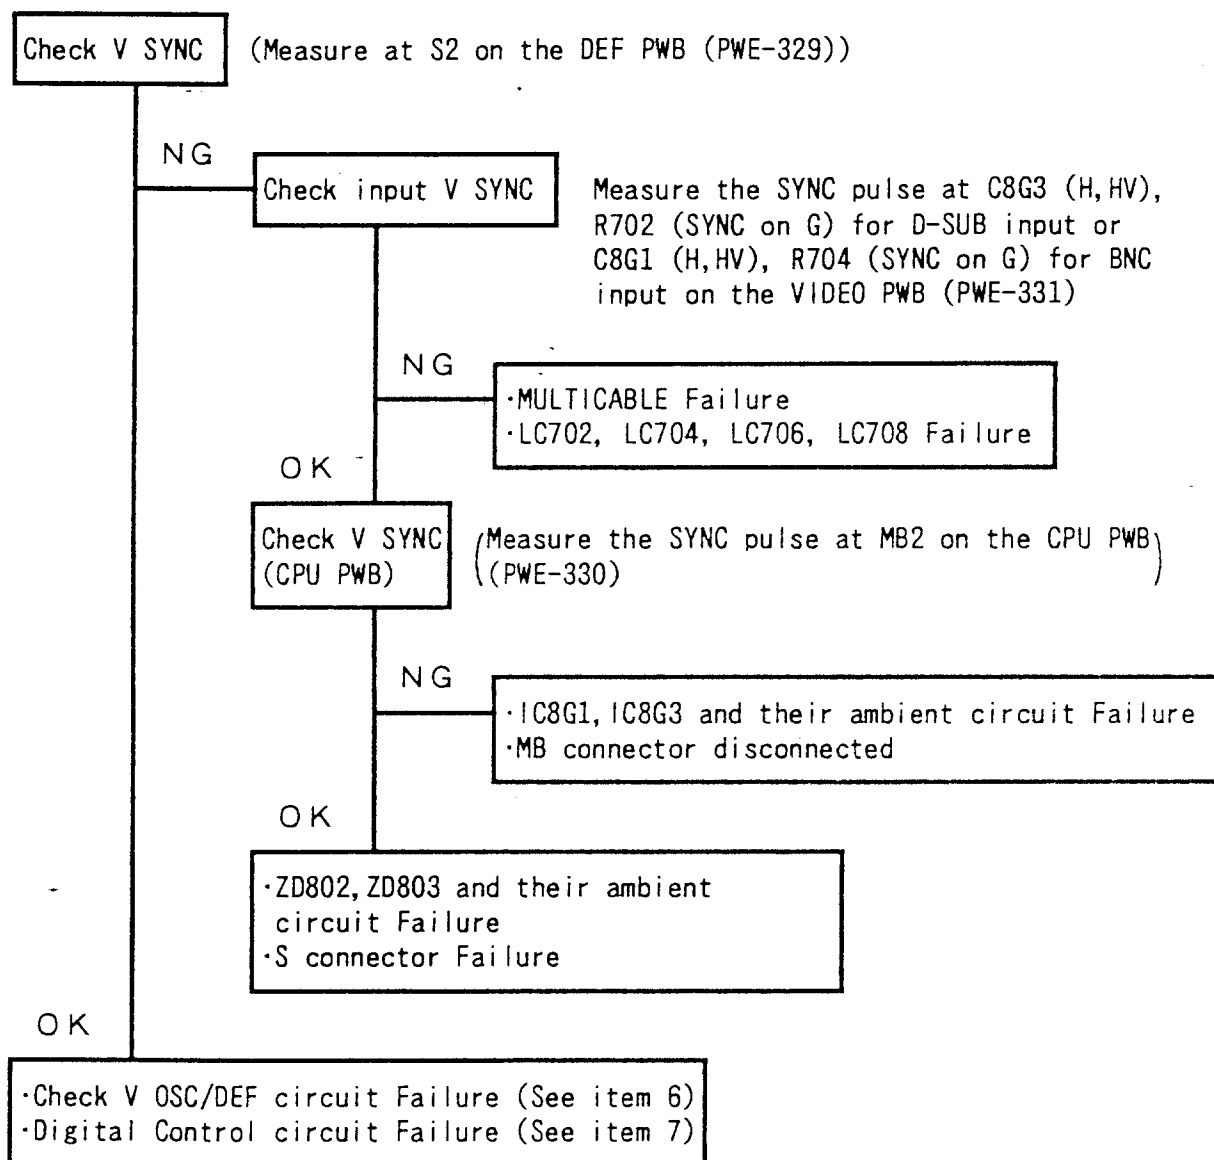 Check V SYNC (Measure at S2 on the DEF PWB (PWE-329))
NG
Check input V SYNC
Measure the SYNC pulse at C8G3 (H,HV),
R702 (SYNC on G) for D-SUB input or
C8G1 (H,HV), R704 (SYNC on G) for BNC
input on the VIDEO PWB (PWE-331)
NG
·MULTICABLE Failure
·LC702, LC704, LC706, LC708 Failure
OK
Check V SYNC
(CPU PWB)
(Measure the SYNC pulse at MB2 on the CPU PWB
(PWE-330))
NG
·IC8G1,IC8G3 and their ambient circuit Failure
·MB connector disconnected
OK
·ZD802,ZD803 and their ambient
circuit Failure
·S connector Failure
OK
·Check V OSC/DEF circuit Failure (See item 6)
·Digital Control circuit Failure (See item 7)